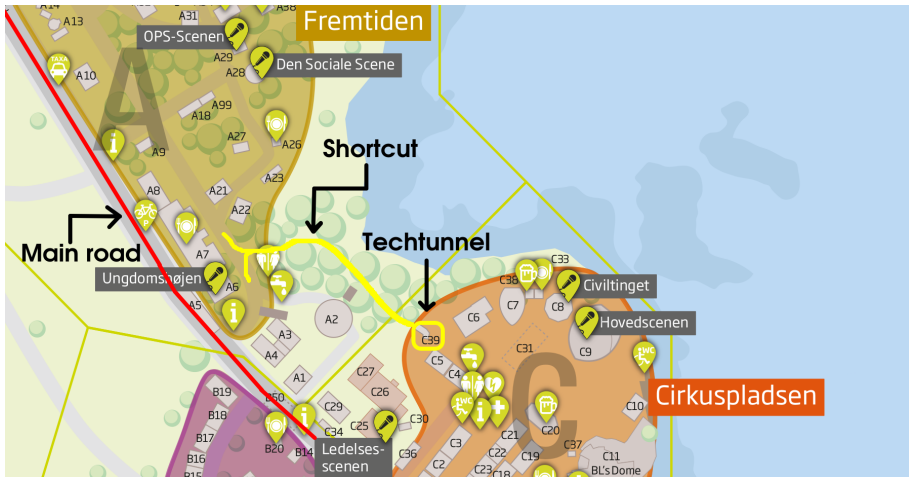 A14
A13
A31
A38
Fremtiden
OPS-Scenen
A29
A28
Den Sociale Scene
TAXA
A10
A
A99
A18
i
A9
A27
A26
Shortcut
A23
A8
A21
P
A22
Main road
Techtunnel
A7
Ungdomshøjen
A6
A5
i
A2
A3
A4
A1
C33
C38
Civiltinget
C7
C8
C6
Hovedscenen
C39
C31
C9
C5
WC
C4
C27
C
Cirkuspladsen
B19
B50
C26
C29
WC
i
C10
B18
i
C25
C30
C20
C34
C21
B17
B20
B14
Ledelses-
scenen
C3
C37
B16
C36
C22
C19
C11
BL's Dome
B15
C2
C23
C18